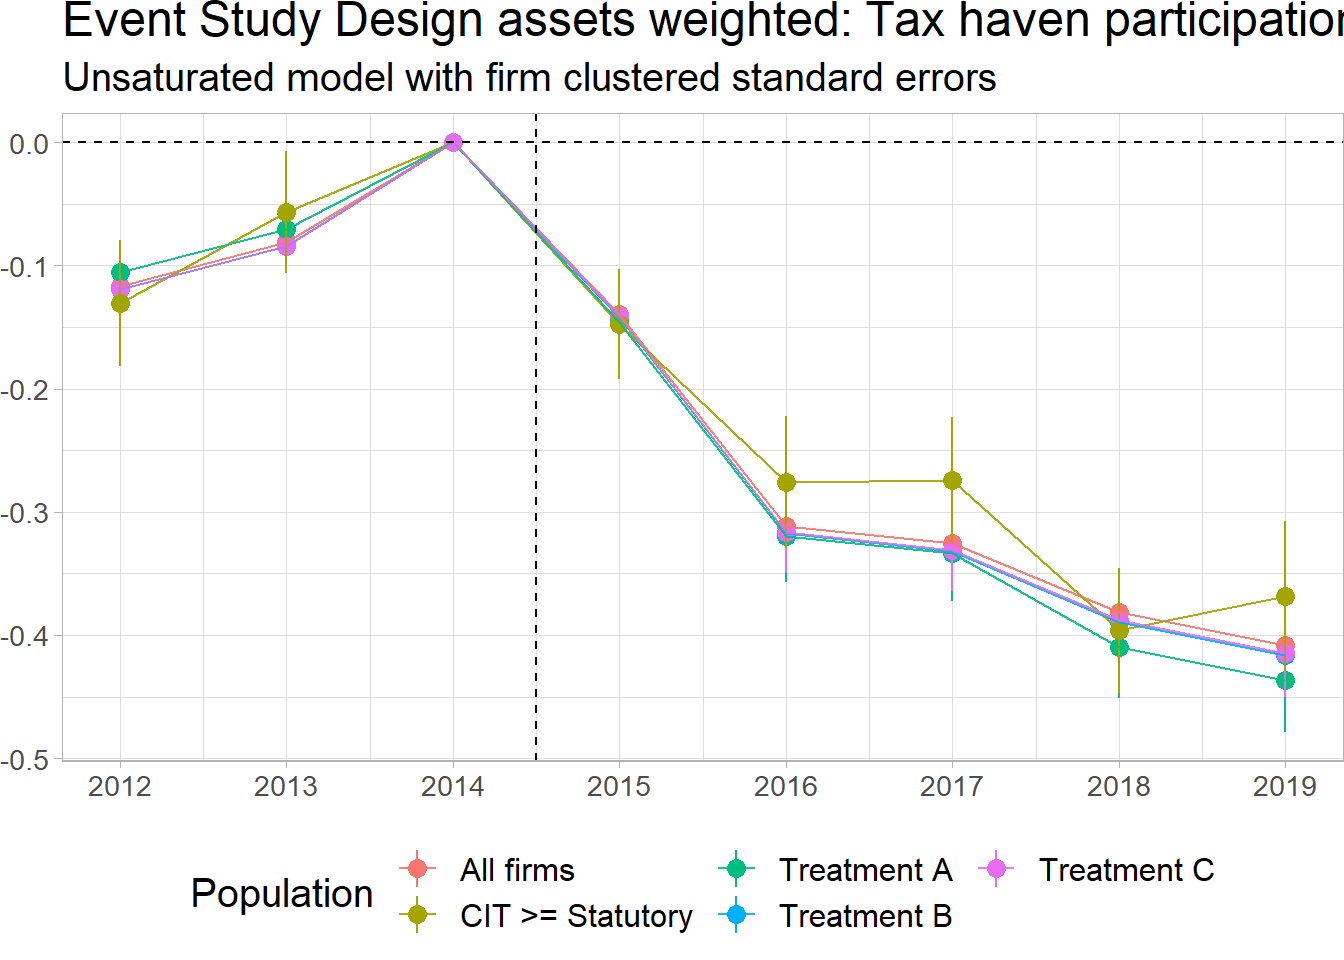 Event Study Design assets weighted: Tax haven participation
Unsaturated model with firm clustered standard errors
0.0
-0.1
-0.2
-0.3
-0.4
-0.5
2012 2013 2014 2015 2016 2017 2018 2019
Population
All firms
Treatment A
Treatment C
CIT >= Statutory
Treatment B